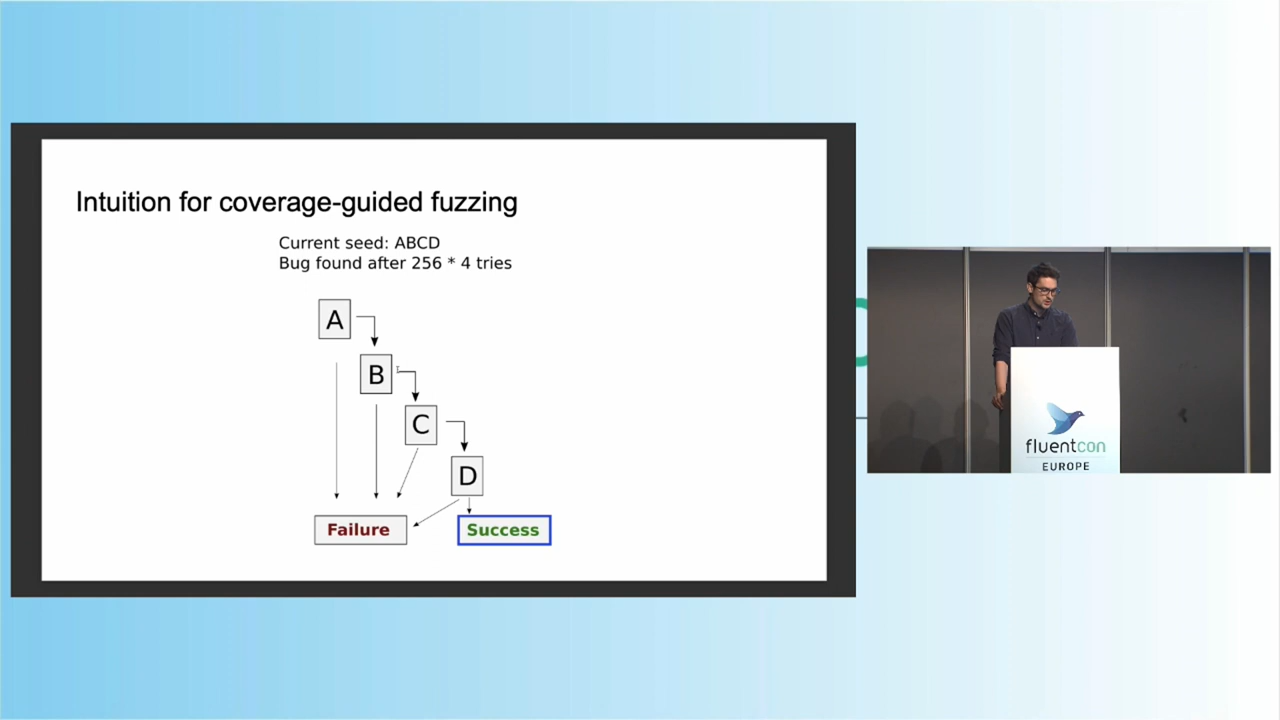 Intuition for coverage-guided fuzzing
Current seed: ABCD
Bug found after 256 * 4 tries
A
B
C
D
Failure
Success
fluentcon
EUROPE